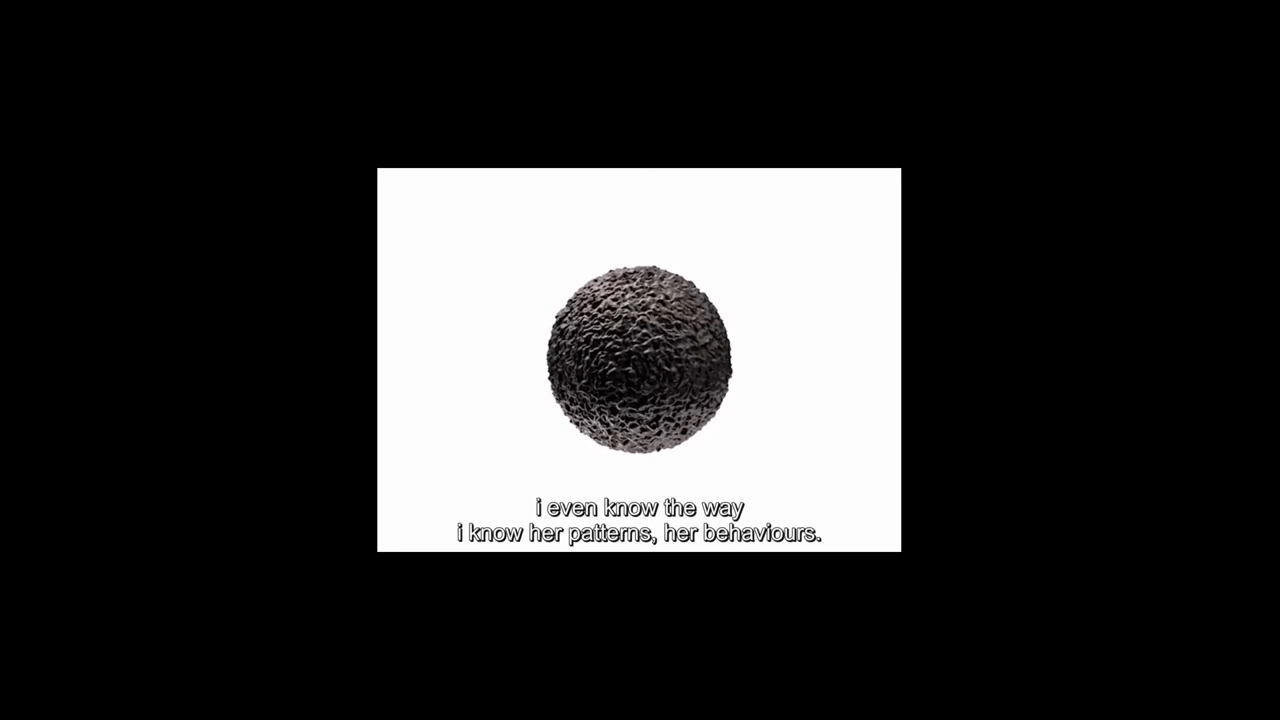 i even know the way
i know her patterns, her behaviours.